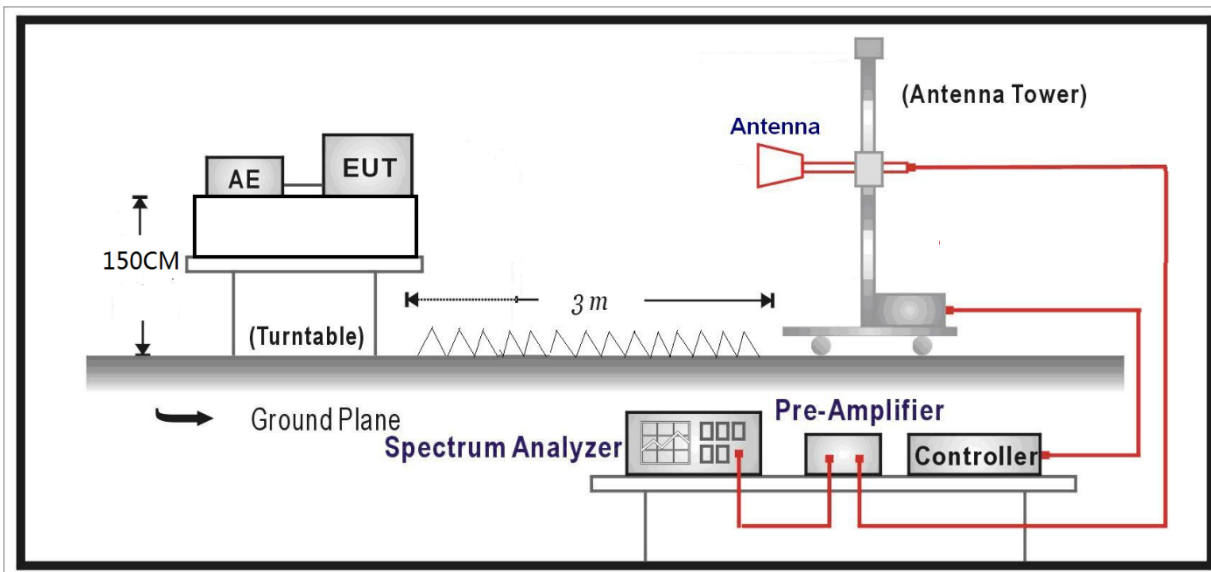 (Antenna Tower)
Antenna
AE
EUT
150CM
3 m
(Turntable)
Ground Plane
Pre-Amplifier
Spectrum Analyzer
Controller